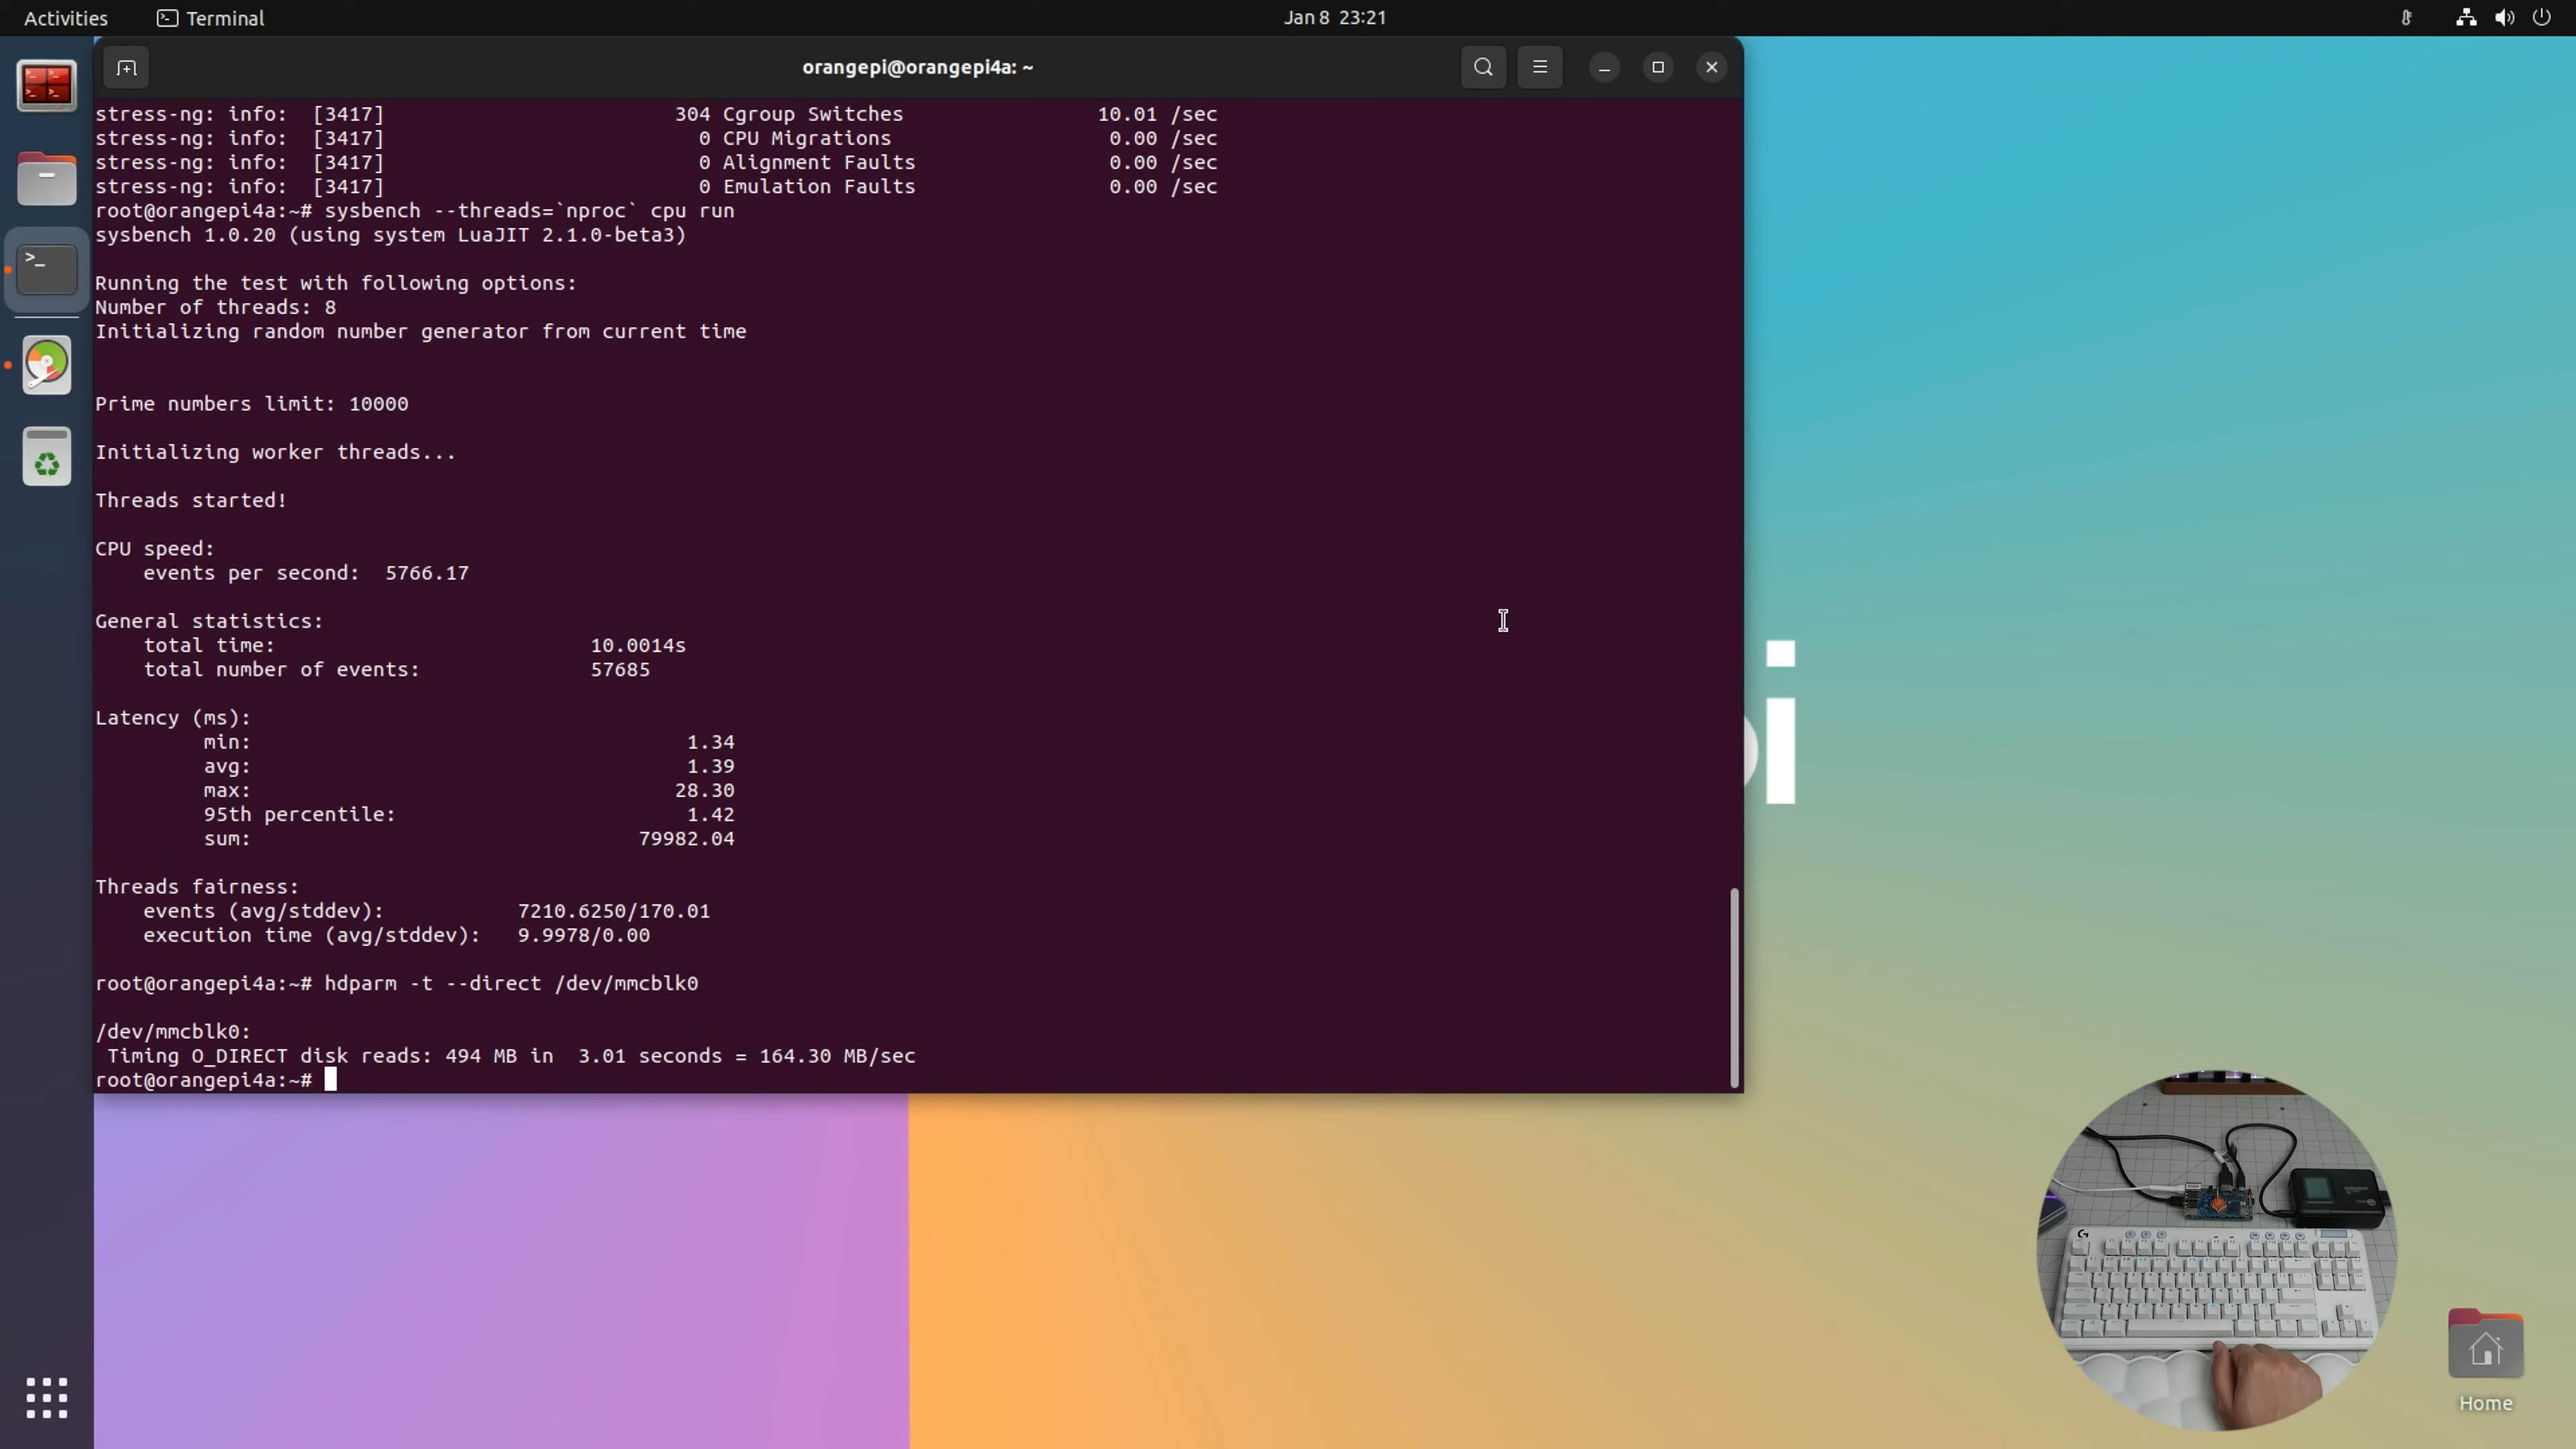 Activities Terminal Jan 8 23:21
orangepi@orangepi4a: ~
stress-ng: info: [3417] 304 Cgroup Switches 10.01 /sec
stress-ng: info: [3417] 0 CPU Migrations 0.00 /sec
stress-ng: info: [3417] 0 Alignment Faults 0.00 /sec
stress-ng: info: [3417] 0 Emulation Faults 0.00 /sec
root@orangepi4a:~# sysbench --threads=`nproc` cpu run
sysbench 1.0.20 (using system LuaJIT 2.1.0-beta3)
Running the test with following options:
Number of threads: 8
Initializing random number generator from current time
Prime numbers limit: 10000
Initializing worker threads...
Threads started!
CPU speed:
events per second: 5766.17
General statistics:
total time: 10.0014s
total number of events: 57685
Latency (ms):
min: 1.34
avg: 1.39
max: 28.30
95th percentile: 1.42
sum: 79982.04
Threads fairness:
events (avg/stddev): 7210.6250/170.01
execution time (avg/stddev): 9.9978/0.00
root@orangepi4a:~# hdparm -t --direct /dev/mmcblk0
/dev/mmcblk0:
Timing O_DIRECT disk reads: 494 MB in 3.01 seconds = 164.30 MB/sec
root@orangepi4a:~#
i
Home